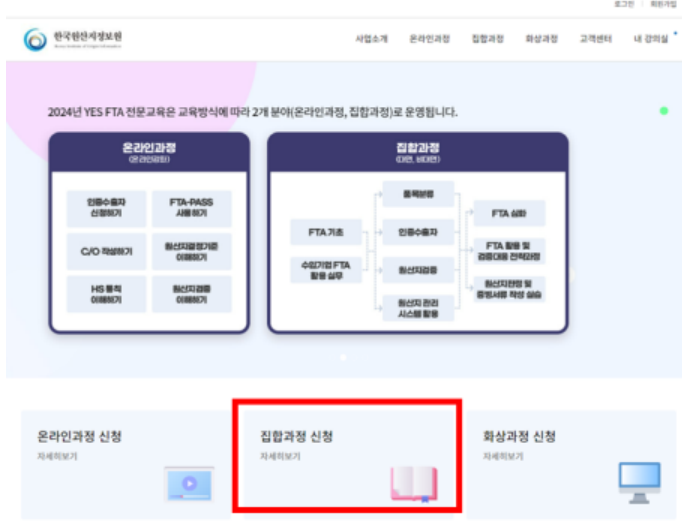 로그인 | 회원가입
한국원산지정보원
사업소개 온라인과정 집합과정 화상과정 고객센터 내 강의실
2024년 YES FTA 전문교육은 교육방식에 따라 2개 분야(온라인과정, 집합과정)로 운영됩니다.
온라인과정
(온라인강의)
인증수출자
신청하기
FTA-PASS
사용하기
C/O 작성하기
원산지결정기준
이해하기
HS 통칙
이해하기
원산지검증
이해하기
집합과정
(대면, 비대면)
FTA 기초
수입기업 FTA
활용 실무
품목분류
인증수출자
원산지검증
원산지 관리
시스템 활용
FTA 심화
FTA 활용 및
검증대응 전략과정
원산지판정 및
증빙서류 작성 실습
온라인과정 신청
자세히보기
집합과정 신청
자세히보기
화상과정 신청
자세히보기